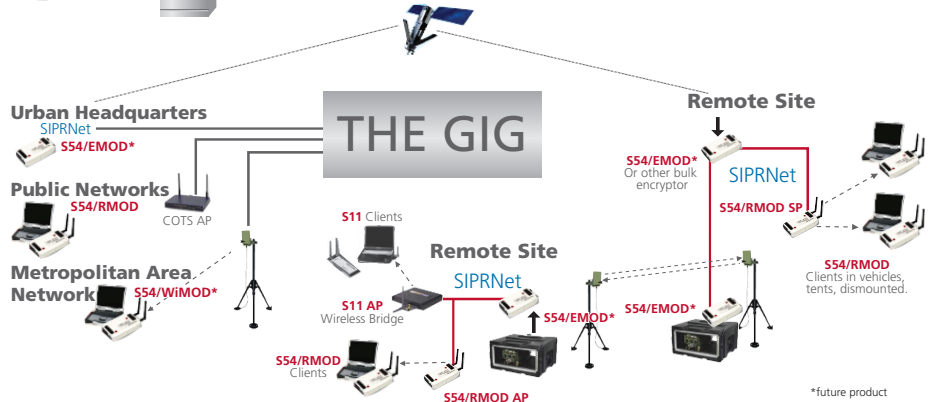 Urban Headquarters
SIPRNet
S54/EMOD*
Public Networks
S54/RMOD
COTS AP
Metropolitan Area
Network
S54/WiMOD*
THE GIG
S11 Clients
Remote Site
SIPRNet
S11 AP
Wireless Bridge
S54/EMOD*
S54/RMOD
Clients
S54/RMOD AP
Remote Site
S54/EMOD*
Or other bulk
encryptor
SIPRNet
S54/RMOD SP
S54/RMOD
Clients in vehicles,
tents, dismounted.
S54/EMOD*
*future product